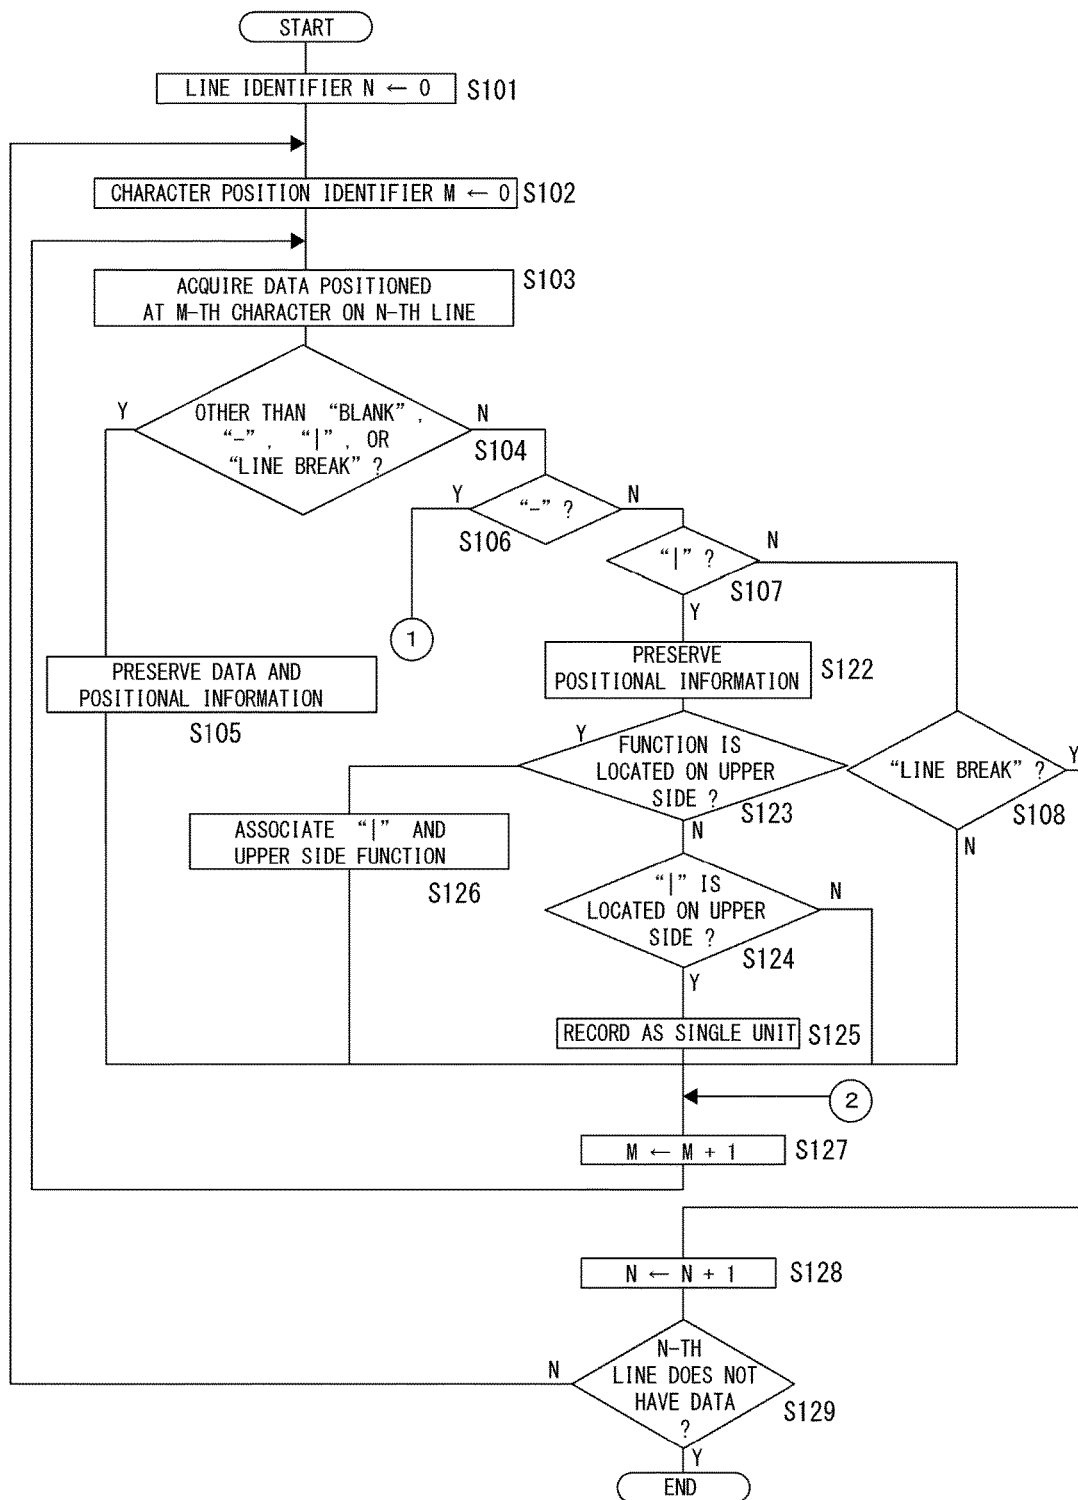 START
LINE IDENTIFIER N ← 0
S101
CHARACTER POSITION IDENTIFIER M ← 0
S102
ACQUIRE DATA POSITIONED
AT M-TH CHARACTER ON N-TH LINE
S103
Y
OTHER THAN “BLANK”,
“-”, “|”, OR
“LINE BREAK” ?
N
S104
Y
“-” ?
N
S106
“|” ?
N
S107
Y
1
PRESERVE DATA AND
POSITIONAL INFORMATION
S105
PRESERVE
POSITIONAL INFORMATION
S122
Y
FUNCTION IS
LOCATED ON UPPER
SIDE ?
S123
N
“LINE BREAK” ?
Y
S108
N
ASSOCIATE “|” AND
UPPER SIDE FUNCTION
S126
“|” IS
LOCATED ON UPPER
SIDE ?
N
S124
Y
RECORD AS SINGLE UNIT
S125
2
M ← M + 1
S127
N ← N + 1
S128
N-TH
LINE DOES NOT
HAVE DATA
?
N
S129
Y
END